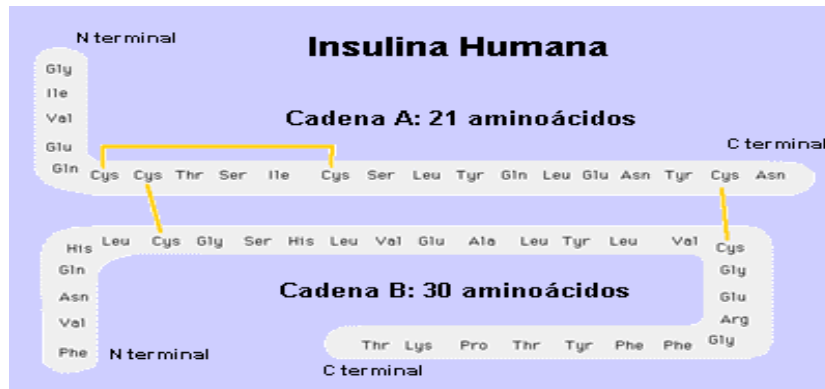 N terminal
Insulina Humana
Gly
Ile
Val
Glu
Cadena A: 21 aminoácidos
C terminal
Gln Cys Cys Thr Ser Ile Cys Ser Leu Tyr Gln Leu Glu Asn Tyr Cys Asn
His Leu Cys Gly Ser His Leu Val Glu Ala Leu Tyr Leu Val Cys
Gln
Gly
Asn
Cadena B: 30 aminoácidos
Glu
Val
Arg
Phe
N terminal
Thr Lys Pro Thr Tyr Phe Phe Gly
C terminal